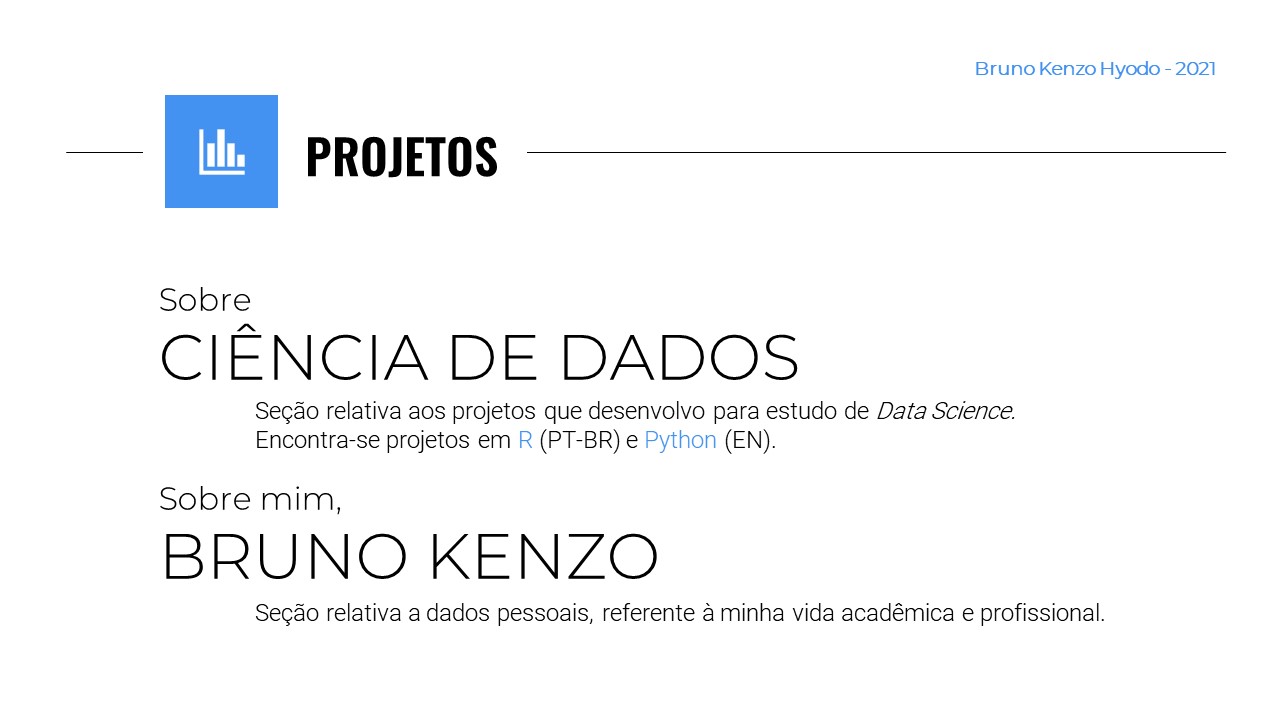 Bruno Kenzo Hyodo - 2021
PROJETOS
Sobre
CIÊNCIA DE DADOS
Seção relativa aos projetos que desenvolvo para estudo de Data Science.
Encontra-se projetos em R (PT-BR) e Python (EN).
Sobre mim,
BRUNO KENZO
Seção relativa a dados pessoais, referente à minha vida acadêmica e profissional.